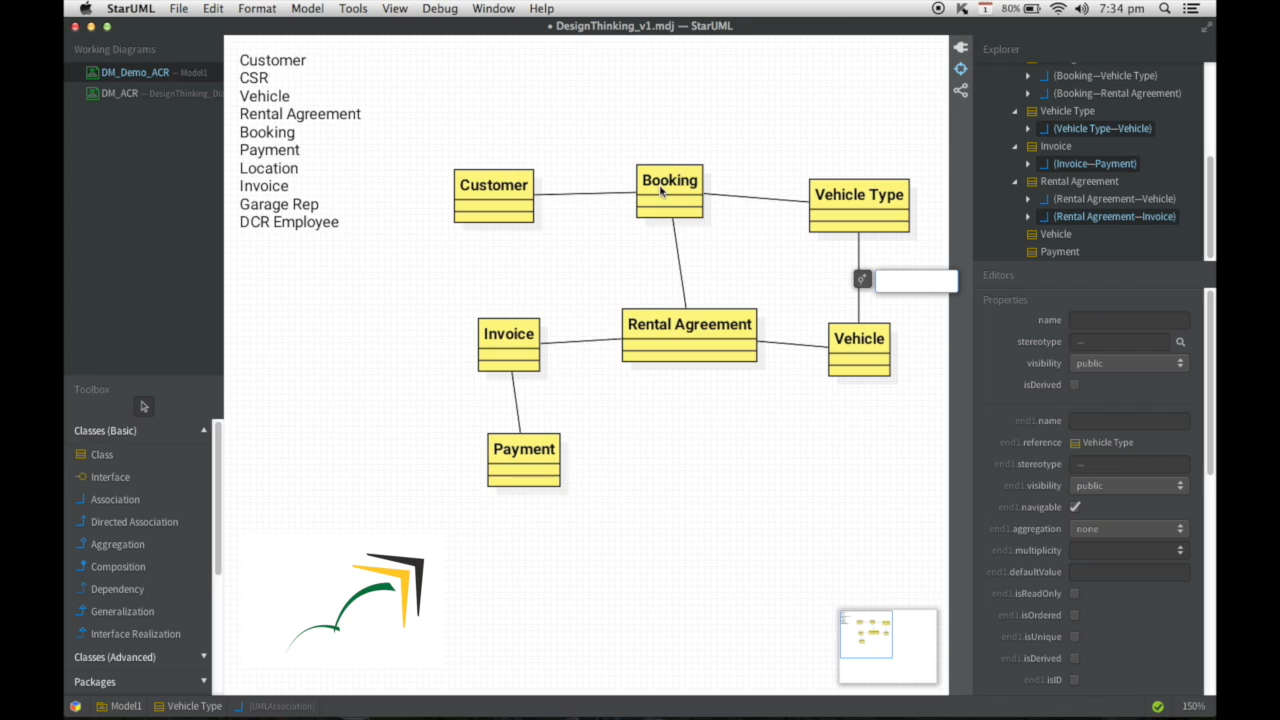 StarUML File Edit Format Model Tools View Debug Window Help 1 80% 7:34 pm
• DesignThinking_v1.mdj — StarUML
Working Diagrams
DM_Demo_ACR — Model1
DM_ACR — DesignThinking_Di
Customer
CSR
Vehicle
Rental Agreement
Booking
Payment
Location
Invoice
Garage Rep
DCR Employee
Customer
Booking
Vehicle Type
Invoice
Rental Agreement
Vehicle
Payment
Toolbox
Classes (Basic)
Class
Interface
Association
Directed Association
Aggregation
Composition
Dependency
Generalization
Interface Realization
Classes (Advanced)
Packages
Explorer
(Booking—Vehicle Type)
(Booking—Rental Agreement)
Vehicle Type
(Vehicle Type—Vehicle)
Invoice
(Invoice—Payment)
Rental Agreement
(Rental Agreement—Vehicle)
(Rental Agreement—Invoice)
Vehicle
Payment
Editors
Properties
name
stereotype —
visibility public
isDerived
end1.name
end1.reference Vehicle Type
end1.stereotype —
end1.visibility public
end1.navigable
end1.aggregation none
end1.multiplicity
end1.defaultValue
end1.isReadOnly
end1.isOrdered
end1.isUnique
end1.isDerived
end1.isID
Model1 Vehicle Type (UMLAssociation) 150%